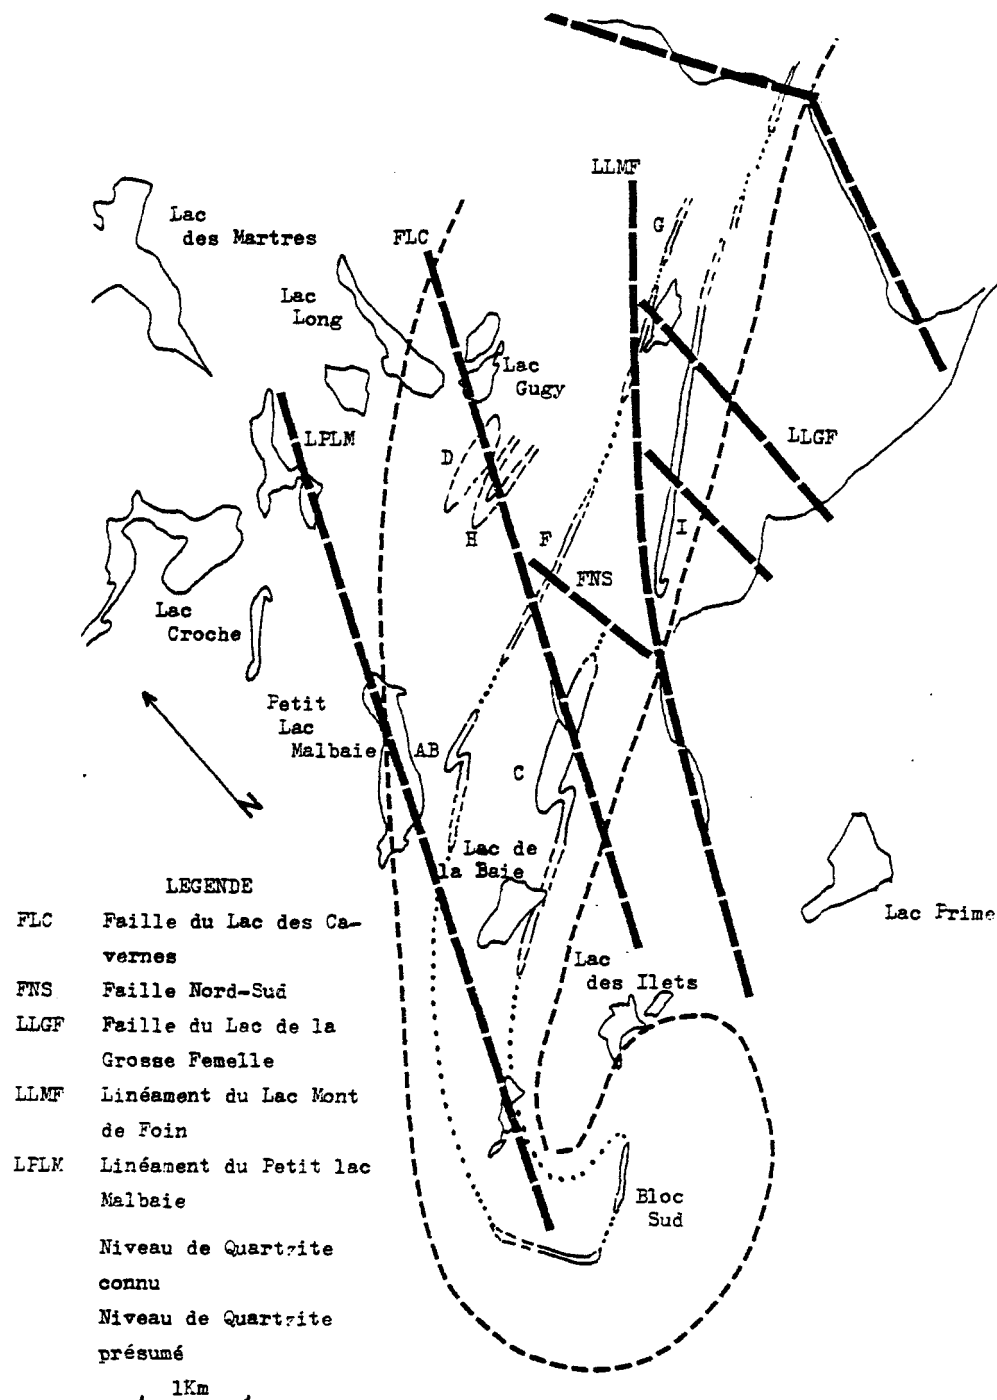 LLMF
G
Lac
des Martres
FLC
Lac
Long
Lac
Gugy
LPLM
D
LLGF
I
H
F
FNS
Lac
Croche
Petit
Lac
Malbaie
AB
C
N
Lac de
la Baie
Lac Prime
Lac
des Ilets
Bloc
Sud
LEGENDE
FLC Faille du Lac des Ca-
vernes
FNS Faille Nord-Sud
LLGF Faille du Lac de la
Grosse Femelle
LLMF Linéament du Lac Mont
de Foin
LPLM Linéament du Petit lac
Malbaie
Niveau de Quartzite
connu
Niveau de Quartzite
présumé
1Km